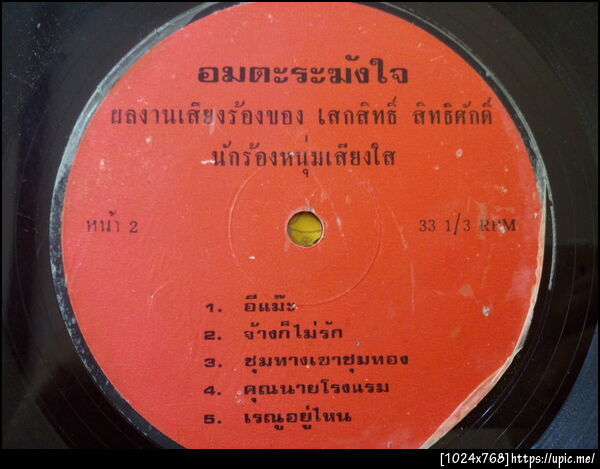 อมตะระฆังใจ
ผลงานเสียงร้องของ เสกสิทธิ์ สิทธิศักดิ์
นักร้องหนุ่มเสียงใส
หน้า 2
33 1/3 RPM
1. อีแม๊ะ
2. จ้างก็ไม่รัก
3. ชุมทางเขาชุมทอง
4. คุณนายโรงแรม
5. เรณูอยู่ไหน
[1024x768]https://upic.me/